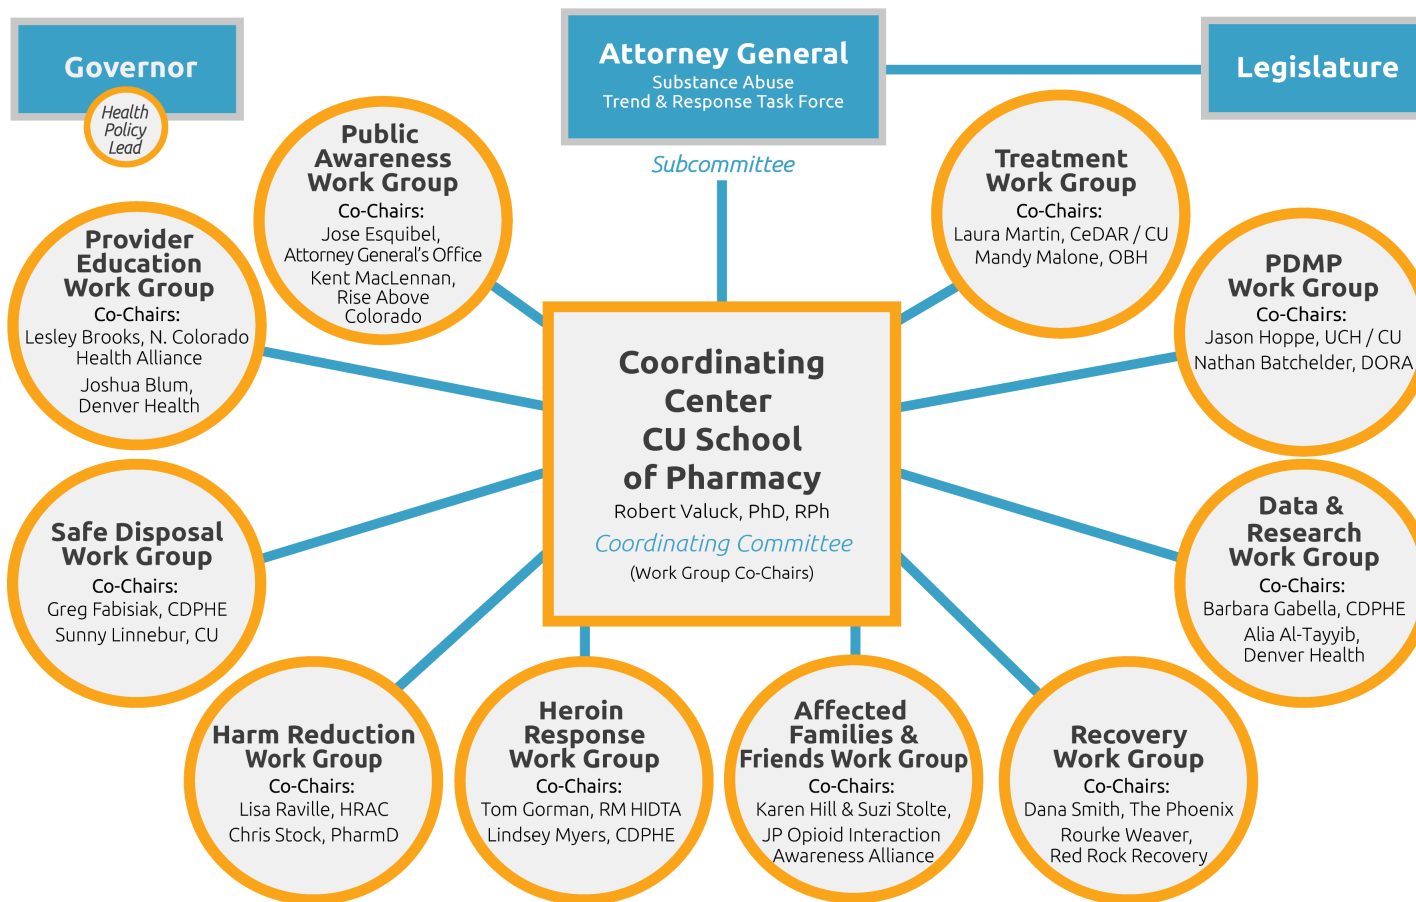 Governor
Health
Policy
Lead
Attorney General
Substance Abuse
Trend & Response Task Force
Subcommittee
Legislature
Public
Awareness
Work Group
Co-Chairs:
Jose Esquibel,
Attorney General's Office
Kent MacLennan,
Rise Above
Colorado
Treatment
Work Group
Co-Chairs:
Laura Martin, CeDAR / CU
Mandy Malone, OBH
Provider
Education
Work Group
Co-Chairs:
Lesley Brooks, N. Colorado
Health Alliance
Joshua Blum,
Denver Health
PDMP
Work Group
Co-Chairs:
Jason Hoppe, UCH / CU
Nathan Batchelder, DORA
Coordinating
Center
CU School
of Pharmacy
Robert Valuck, PhD, RPh
Coordinating Committee
(Work Group Co-Chairs)
Safe Disposal
Work Group
Co-Chairs:
Greg Fabisiak, CDPHE
Sunny Linnebur, CU
Data &
Research
Work Group
Co-Chairs:
Barbara Gabella, CDPHE
Alia Al-Tayyib,
Denver Health
Harm Reduction
Work Group
Co-Chairs:
Lisa Raville, HRAC
Chris Stock, PharmD
Heroin
Response
Work Group
Co-Chairs:
Tom Gorman, RM HIDTA
Lindsey Myers, CDPHE
Affected
Families &
Friends Work Group
Co-Chairs:
Karen Hill & Suzi Stolte,
JP Opioid Interaction
Awareness Alliance
Recovery
Work Group
Co-Chairs:
Dana Smith, The Phoenix
Rourke Weaver,
Red Rock Recovery